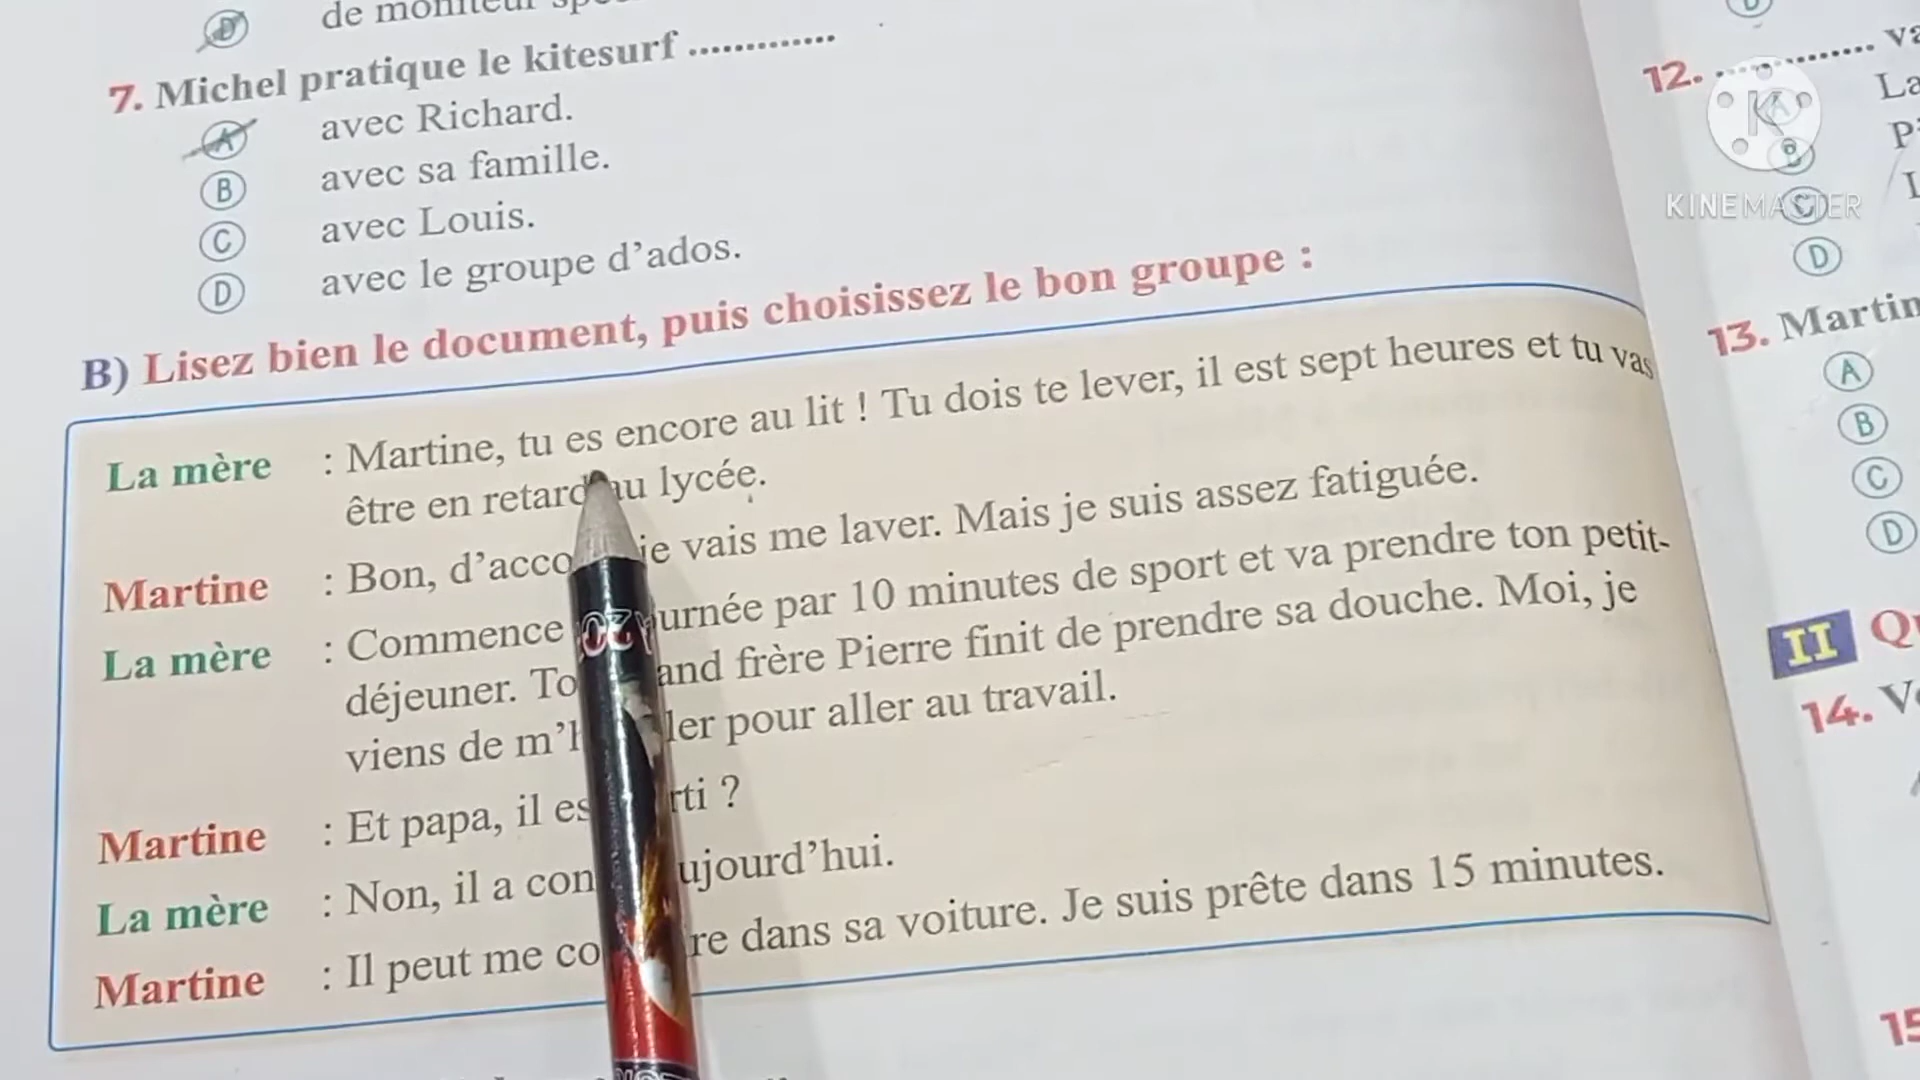 D de moniteur
7. Michel pratique le kitesurf .............
A avec Richard.
B avec sa famille.
C avec Louis.
D avec le groupe d'ados.
B) Lisez bien le document, puis choisissez le bon groupe :
La mère : Martine, tu es encore au lit ! Tu dois te lever, il est sept heures et tu vas
être en retard au lycée.
Martine : Bon, d'acco je vais me laver. Mais je suis assez fatiguée.
La mère : Commence urnée par 10 minutes de sport et va prendre ton petit-
déjeuner. To and frère Pierre finit de prendre sa douche. Moi, je
viens de m'h ler pour aller au travail.
Martine : Et papa, il es rti ?
La mère : Non, il a con ujourd'hui.
Martine : Il peut me co re dans sa voiture. Je suis prête dans 15 minutes.
12. ............ va
A La
B
C
D
KINEMASTER
13. Martin
A
B
C
D
II Q
14. V
15